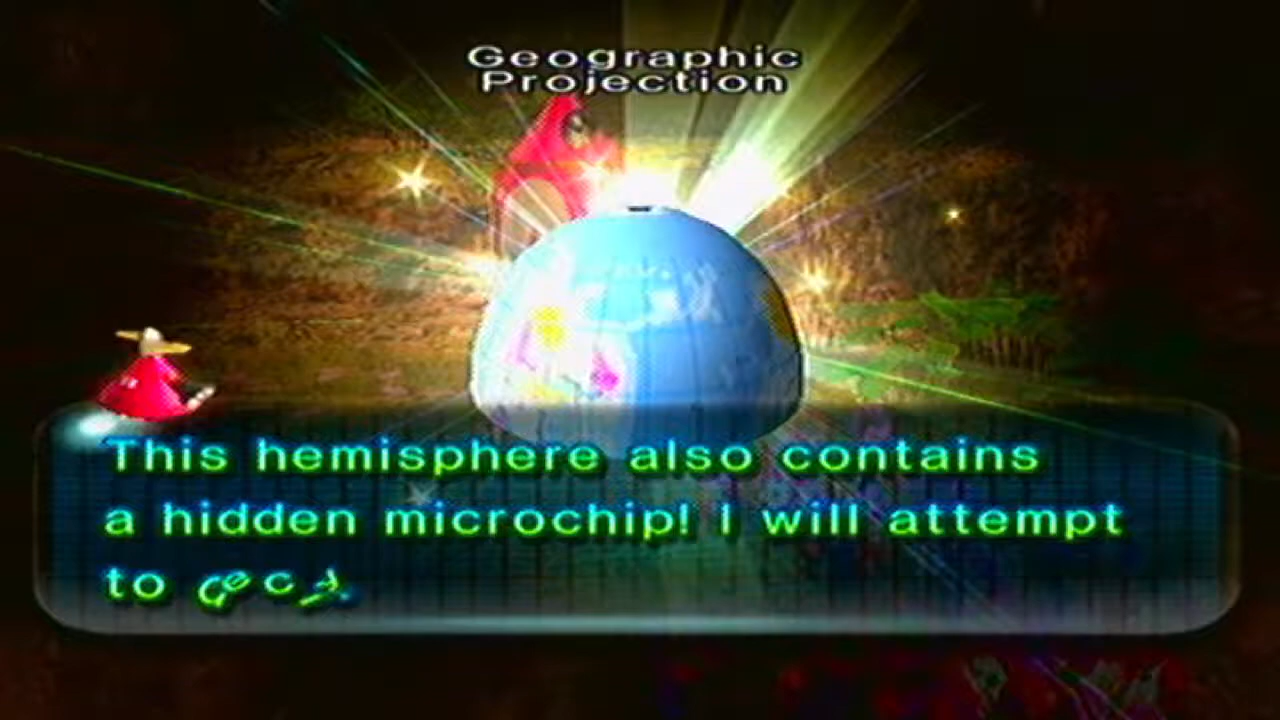 Geographic
Projection
This hemisphere also contains
a hidden microchip! I will attempt
to